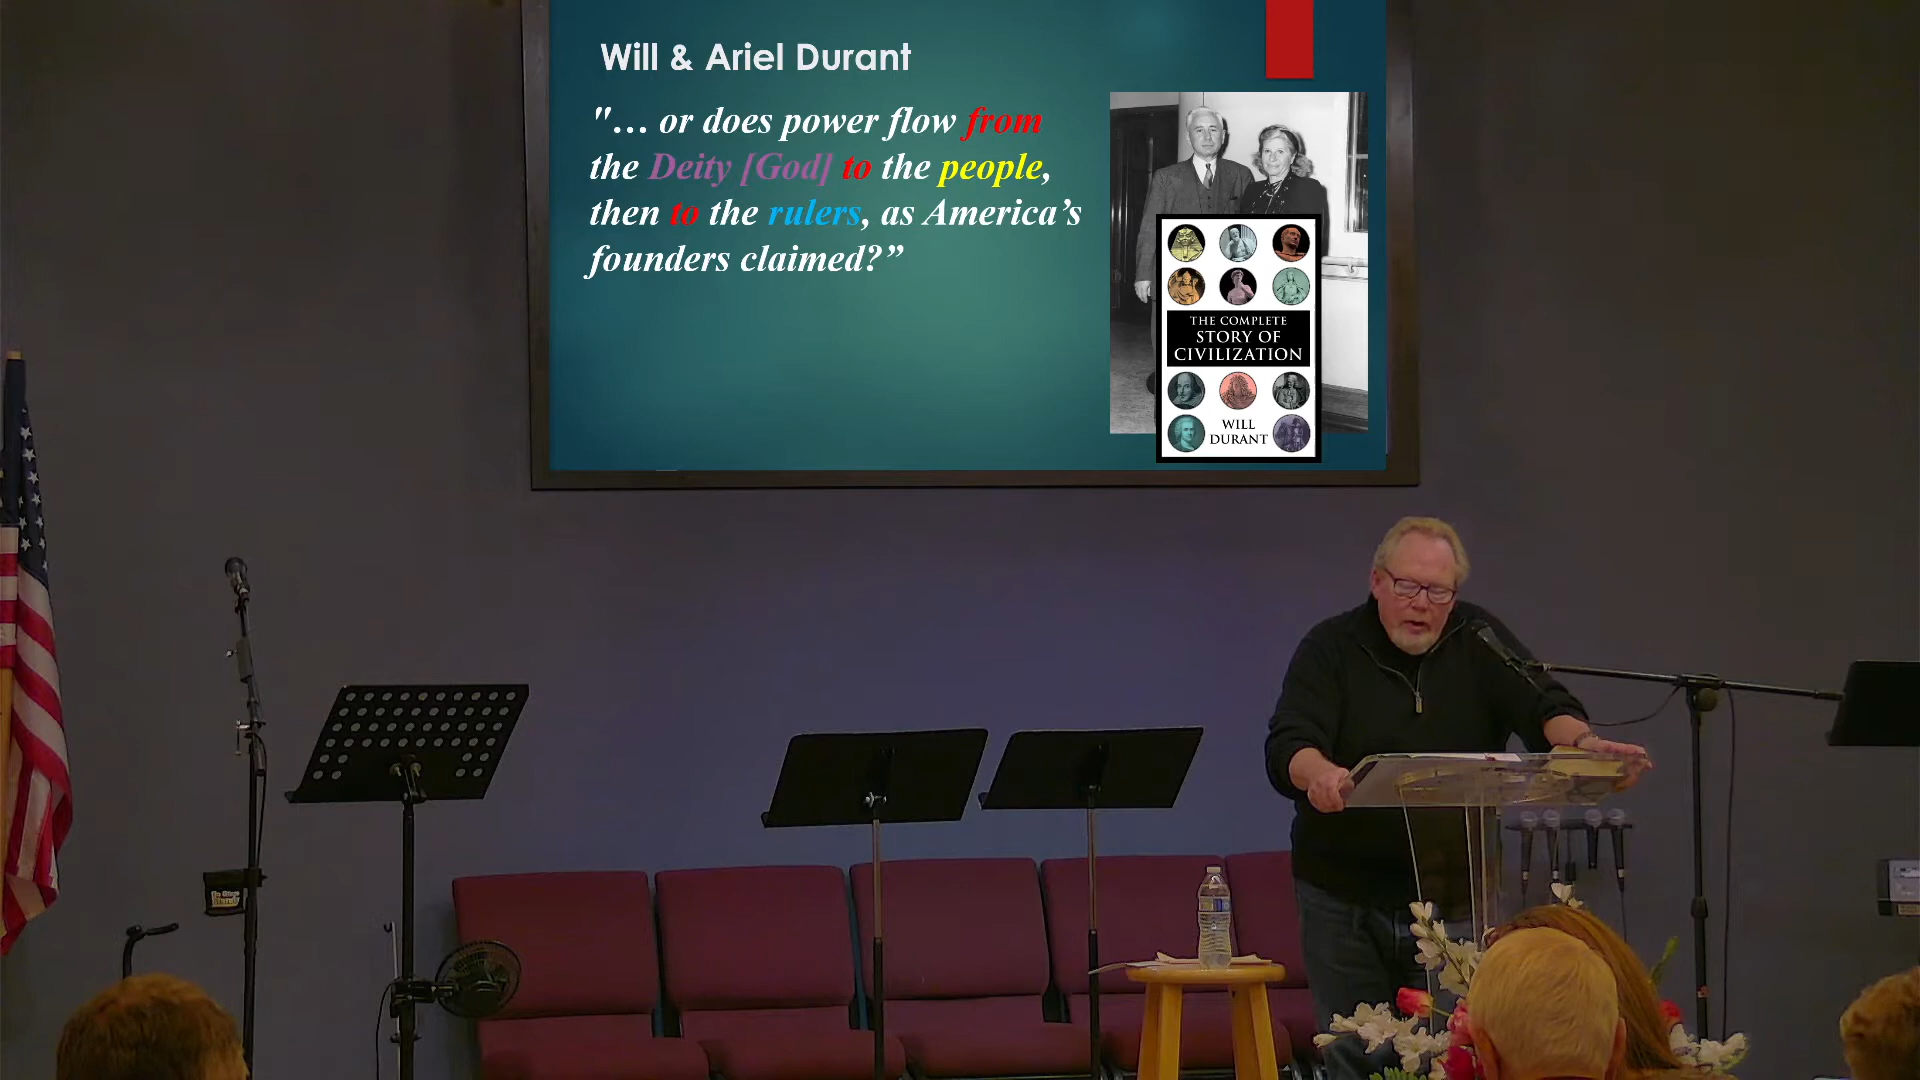 Will & Ariel Durant
"… or does power flow from
the Deity [God] to the people,
then to the rulers, as America’s
founders claimed?”
THE COMPLETE
STORY OF
CIVILIZATION
WILL
DURANT